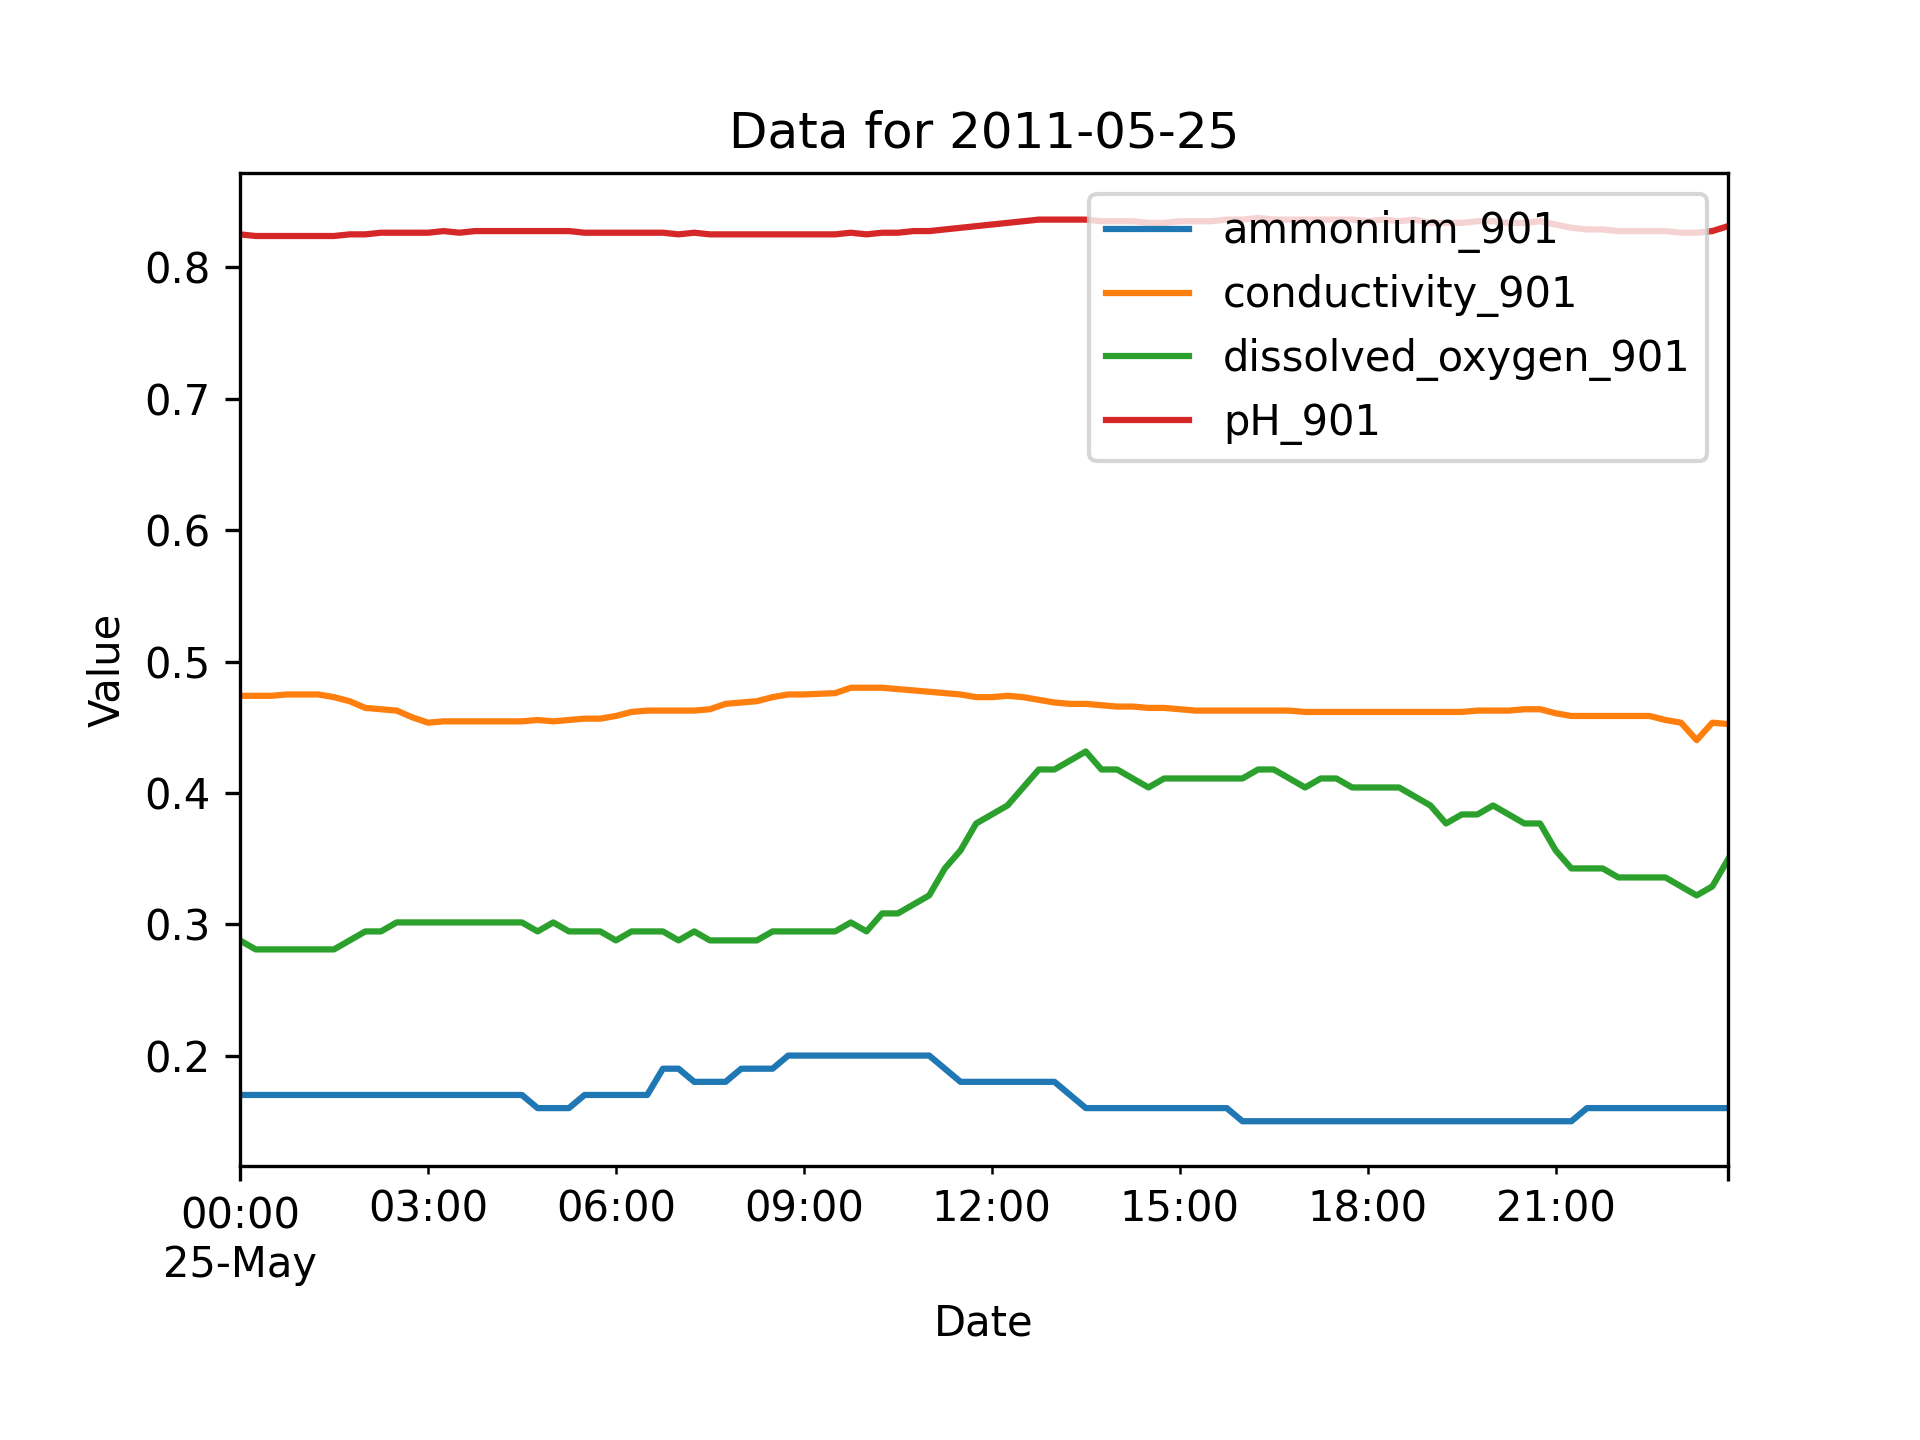 Data for 2011-05-25
ammonium_901
conductivity_901
dissolved_oxygen_901
pH_901
Value
0.8
0.7
0.6
0.5
0.4
0.3
0.2
00:00 03:00 06:00 09:00 12:00 15:00 18:00 21:00
25-May
Date